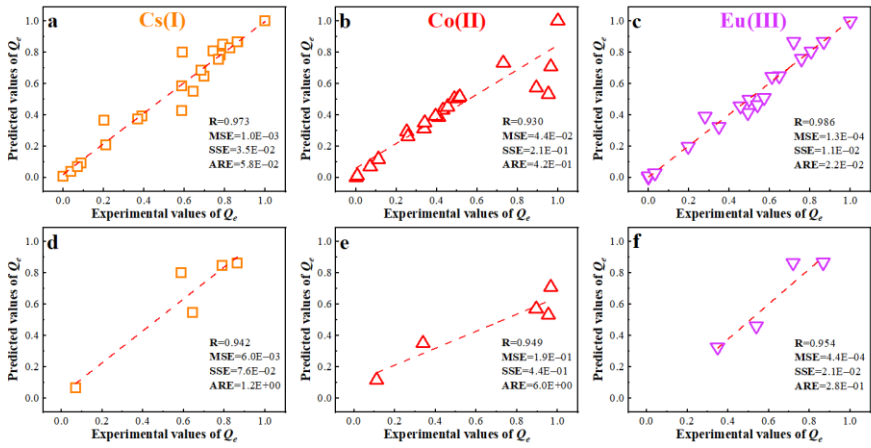 a Cs(I)
Predicted values of Qe
1.0
0.8
0.6
0.4
0.2
0.0
R=0.973
MSE=1.0E-03
SSE=3.5E-02
ARE=5.8E-02
0.0 0.2 0.4 0.6 0.8 1.0
Experimental values of Qe
b Co(II)
Predicted values of Qe
1.0
0.8
0.6
0.4
0.2
0.0
R=0.930
MSE=4.4E-02
SSE=2.1E-01
ARE=4.2E-01
0.0 0.2 0.4 0.6 0.8 1.0
Experimental values of Qe
c Eu(III)
Predicted values of Qe
1.0
0.8
0.6
0.4
0.2
0.0
R=0.986
MSE=1.3E-04
SSE=1.1E-02
ARE=2.2E-02
0.0 0.2 0.4 0.6 0.8 1.0
Experimental values of Qe
d
Predicted values of Qe
1.0
0.8
0.6
0.4
0.2
0.0
R=0.942
MSE=6.0E-03
SSE=7.6E-02
ARE=1.2E+00
0.0 0.2 0.4 0.6 0.8 1.0
Experimental values of Qe
e
Predicted values of Qe
1.0
0.8
0.6
0.4
0.2
0.0
R=0.949
MSE=1.9E-01
SSE=4.4E-01
ARE=6.0E+00
0.0 0.2 0.4 0.6 0.8 1.0
Experimental values of Qe
f
Predicted values of Qe
1.0
0.8
0.6
0.4
0.2
0.0
R=0.954
MSE=4.4E-04
SSE=2.1E-02
ARE=2.8E-01
0.0 0.2 0.4 0.6 0.8 1.0
Experimental values of Qe